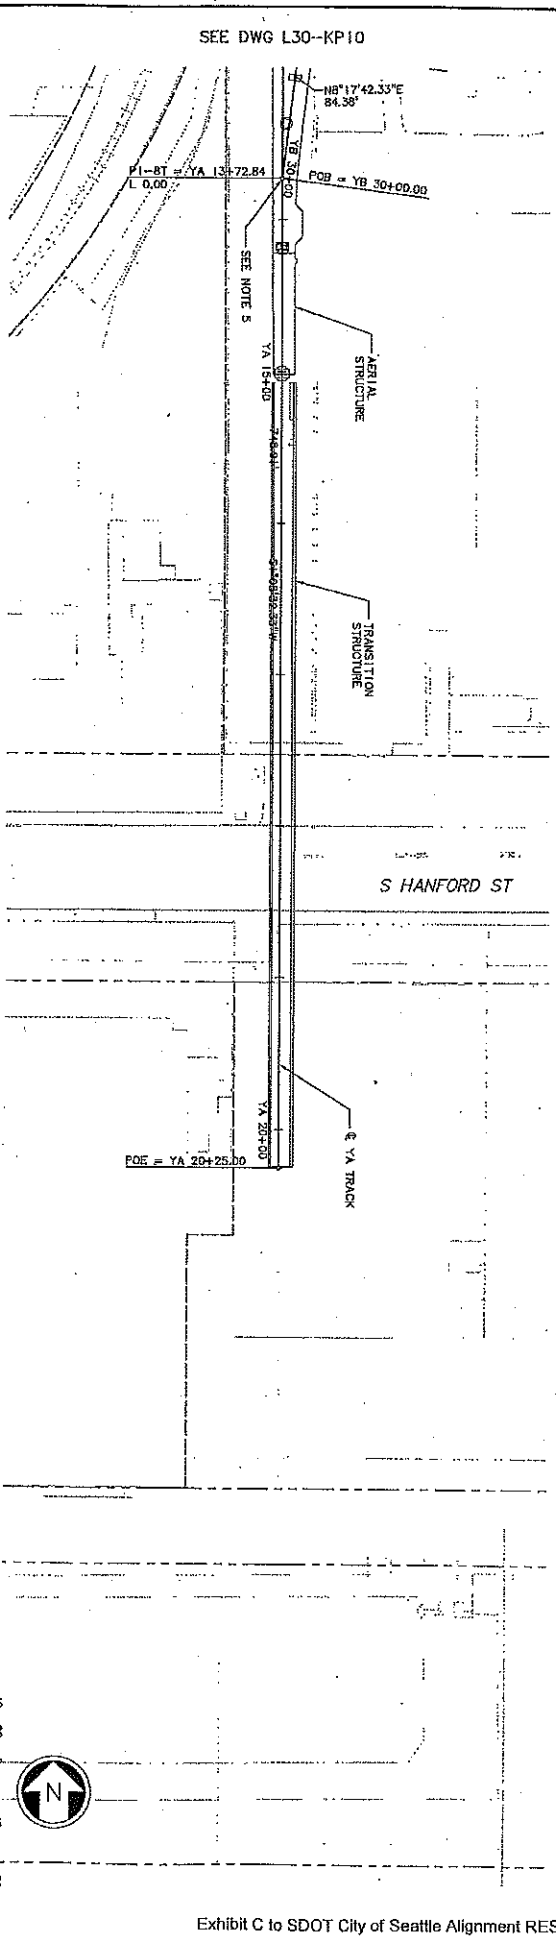 SEE DWG L30--KP10
N8°17'42.33"E
84.38'
YB 30+00
PI-8T = YA 13+72.84
L 0.00
POB = YB 30+00.00
SEE NOTE 5
YA 15+00
AERIAL
STRUCTURE
748.91'
TRANSITION
STRUCTURE
S HANFORD ST
YA 20+00
℄ YA TRACK
POE = YA 20+25.00
N
Exhibit C to SDOT City of Seattle Alignment RES